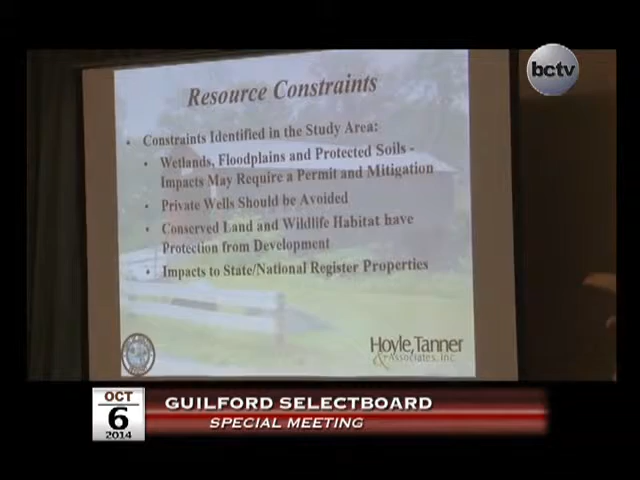 bctv
Resource Constraints
• Constraints Identified in the Study Area:
• Wetlands, Floodplains and Protected Soils -
Impacts May Require a Permit and Mitigation
• Private Wells Should be Avoided
• Conserved Land and Wildlife Habitat have
Protection from Development
• Impacts to State/National Register Properties
Hoyle, Tanner
& Associates, Inc.
OCT
6
2014
GUILFORD SELECTBOARD
SPECIAL MEETING